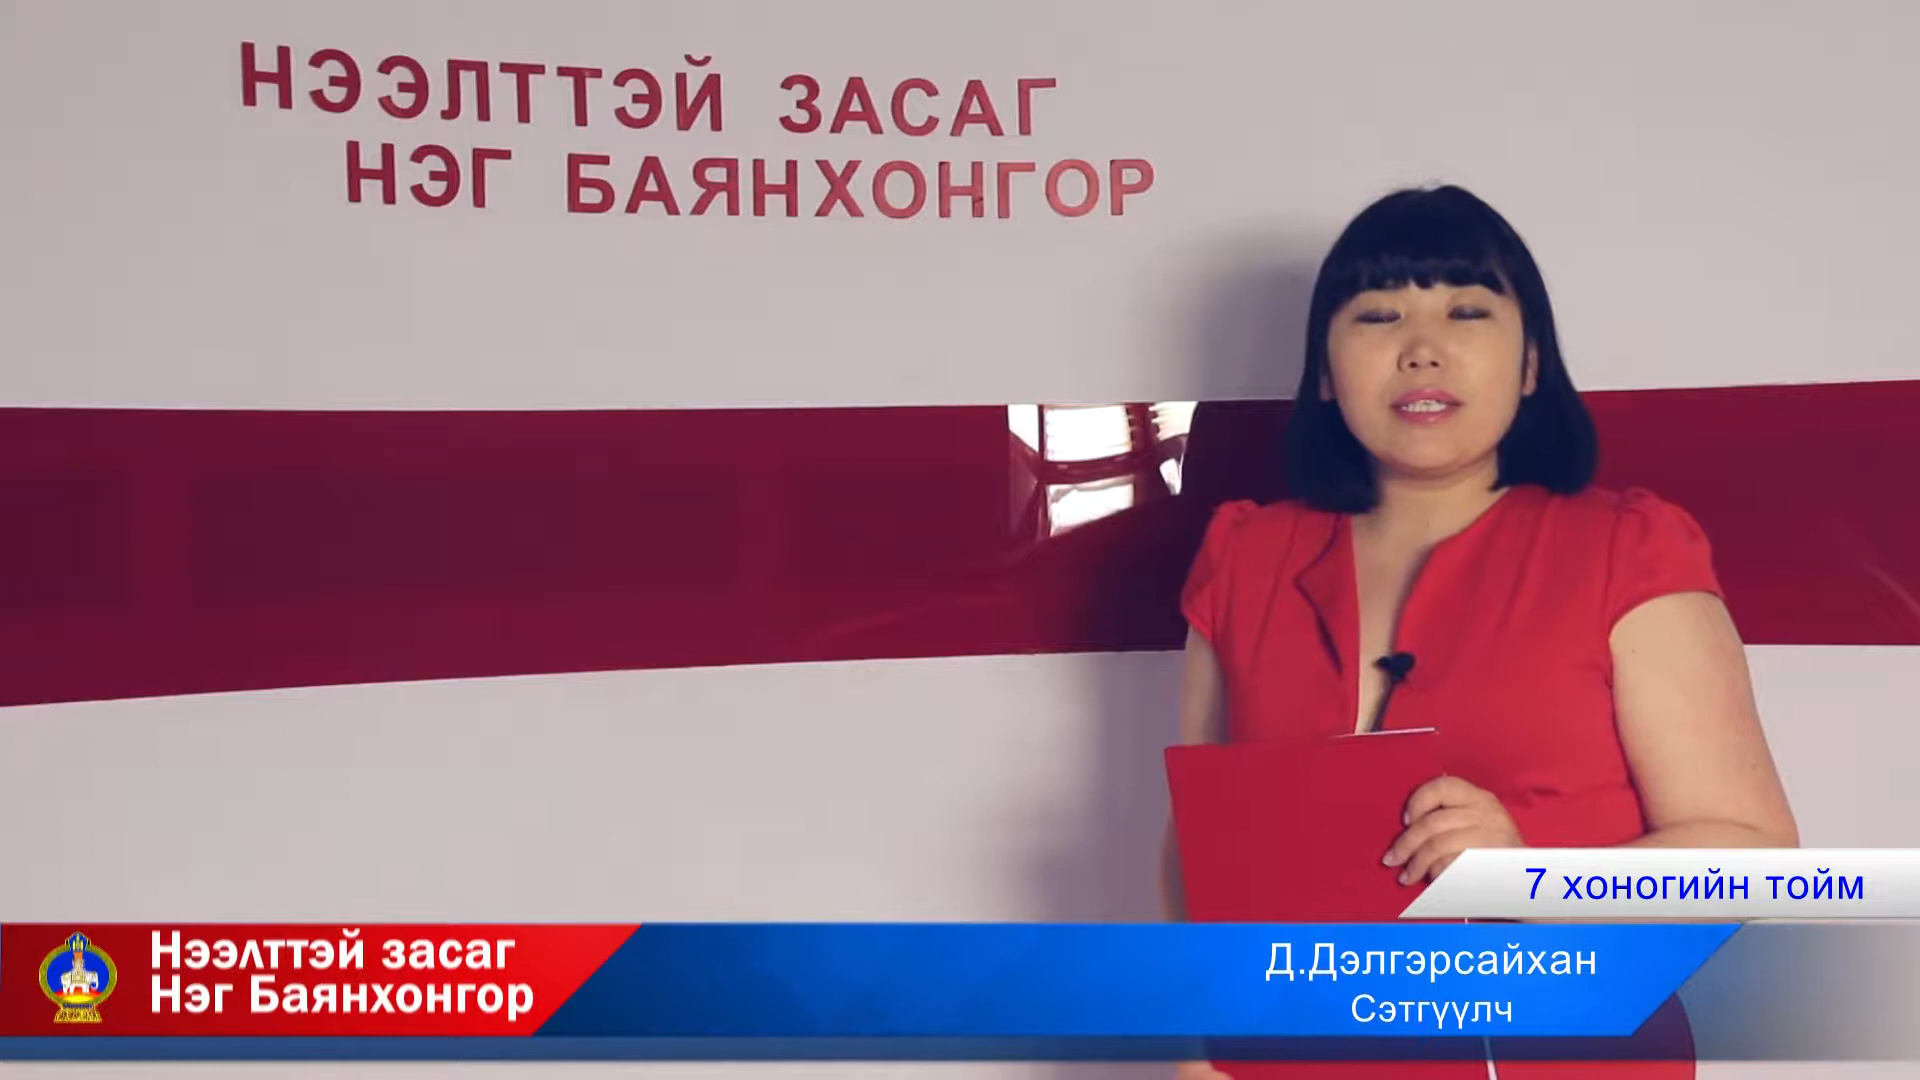 НЭЭЛТТЭЙ ЗАСАГ
НЭГ БАЯНХОНГОР
7 хоногийн тойм
Нээлттэй засаг
Нэг Баянхонгор
Д.Дэлгэрсайхан
Сэтгүүлч